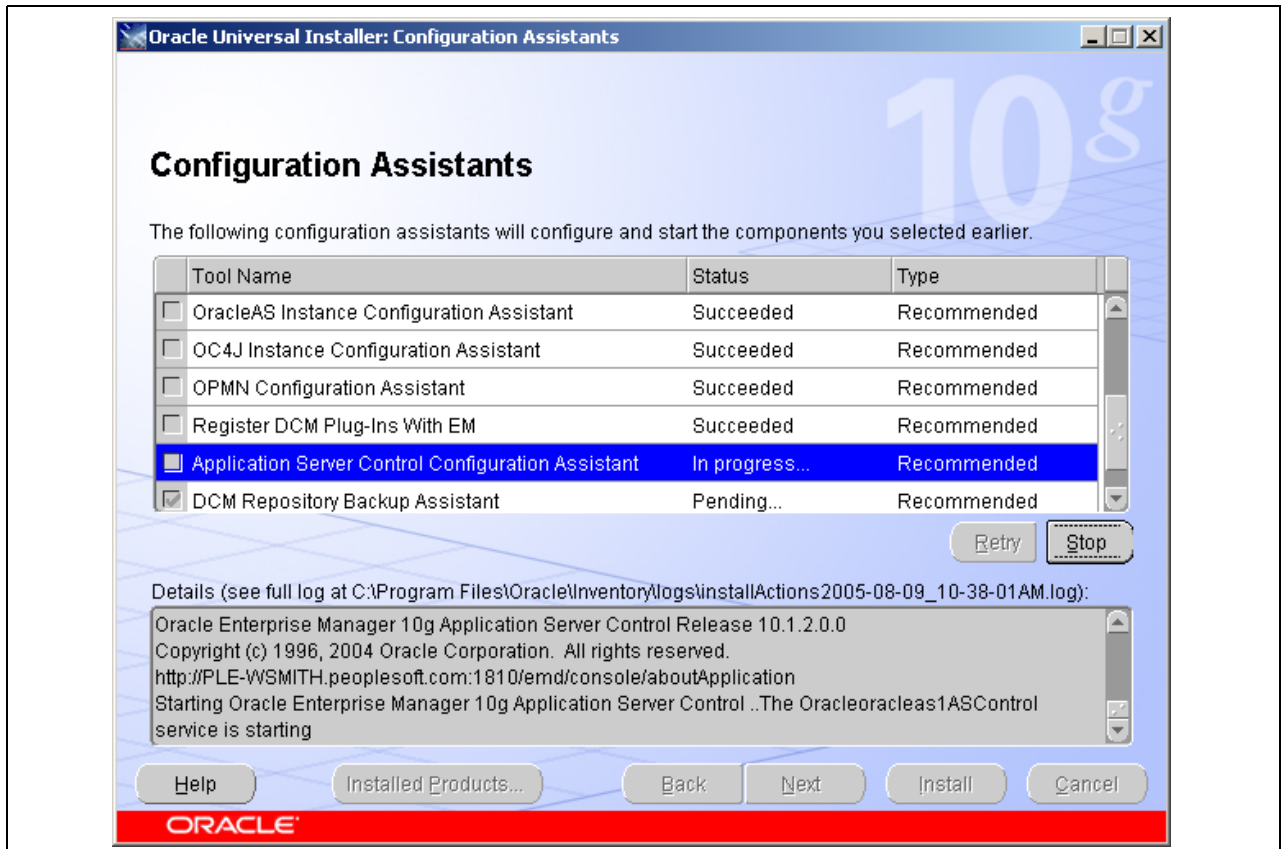 Oracle Universal Installer: Configuration Assistants
10g
Configuration Assistants
The following configuration assistants will configure and start the components you selected earlier.
Tool Name Status Type
OracleAS Instance Configuration Assistant Succeeded Recommended
OC4J Instance Configuration Assistant Succeeded Recommended
OPMN Configuration Assistant Succeeded Recommended
Register DCM Plug-Ins With EM Succeeded Recommended
Application Server Control Configuration Assistant In progress... Recommended
DCM Repository Backup Assistant Pending... Recommended
Retry Stop
Details (see full log at C:\Program Files\Oracle\Inventory\logs\installActions2005-08-09_10-38-01AM.log):
Oracle Enterprise Manager 10g Application Server Control Release 10.1.2.0.0
Copyright (c) 1996, 2004 Oracle Corporation. All rights reserved.
http://PLE-WSMITH.peoplesoft.com:1810/emd/console/aboutApplication
Starting Oracle Enterprise Manager 10g Application Server Control ..The Oracleoracleas1ASControl
service is starting
Help Installed Products... Back Next Install Cancel
ORACLE